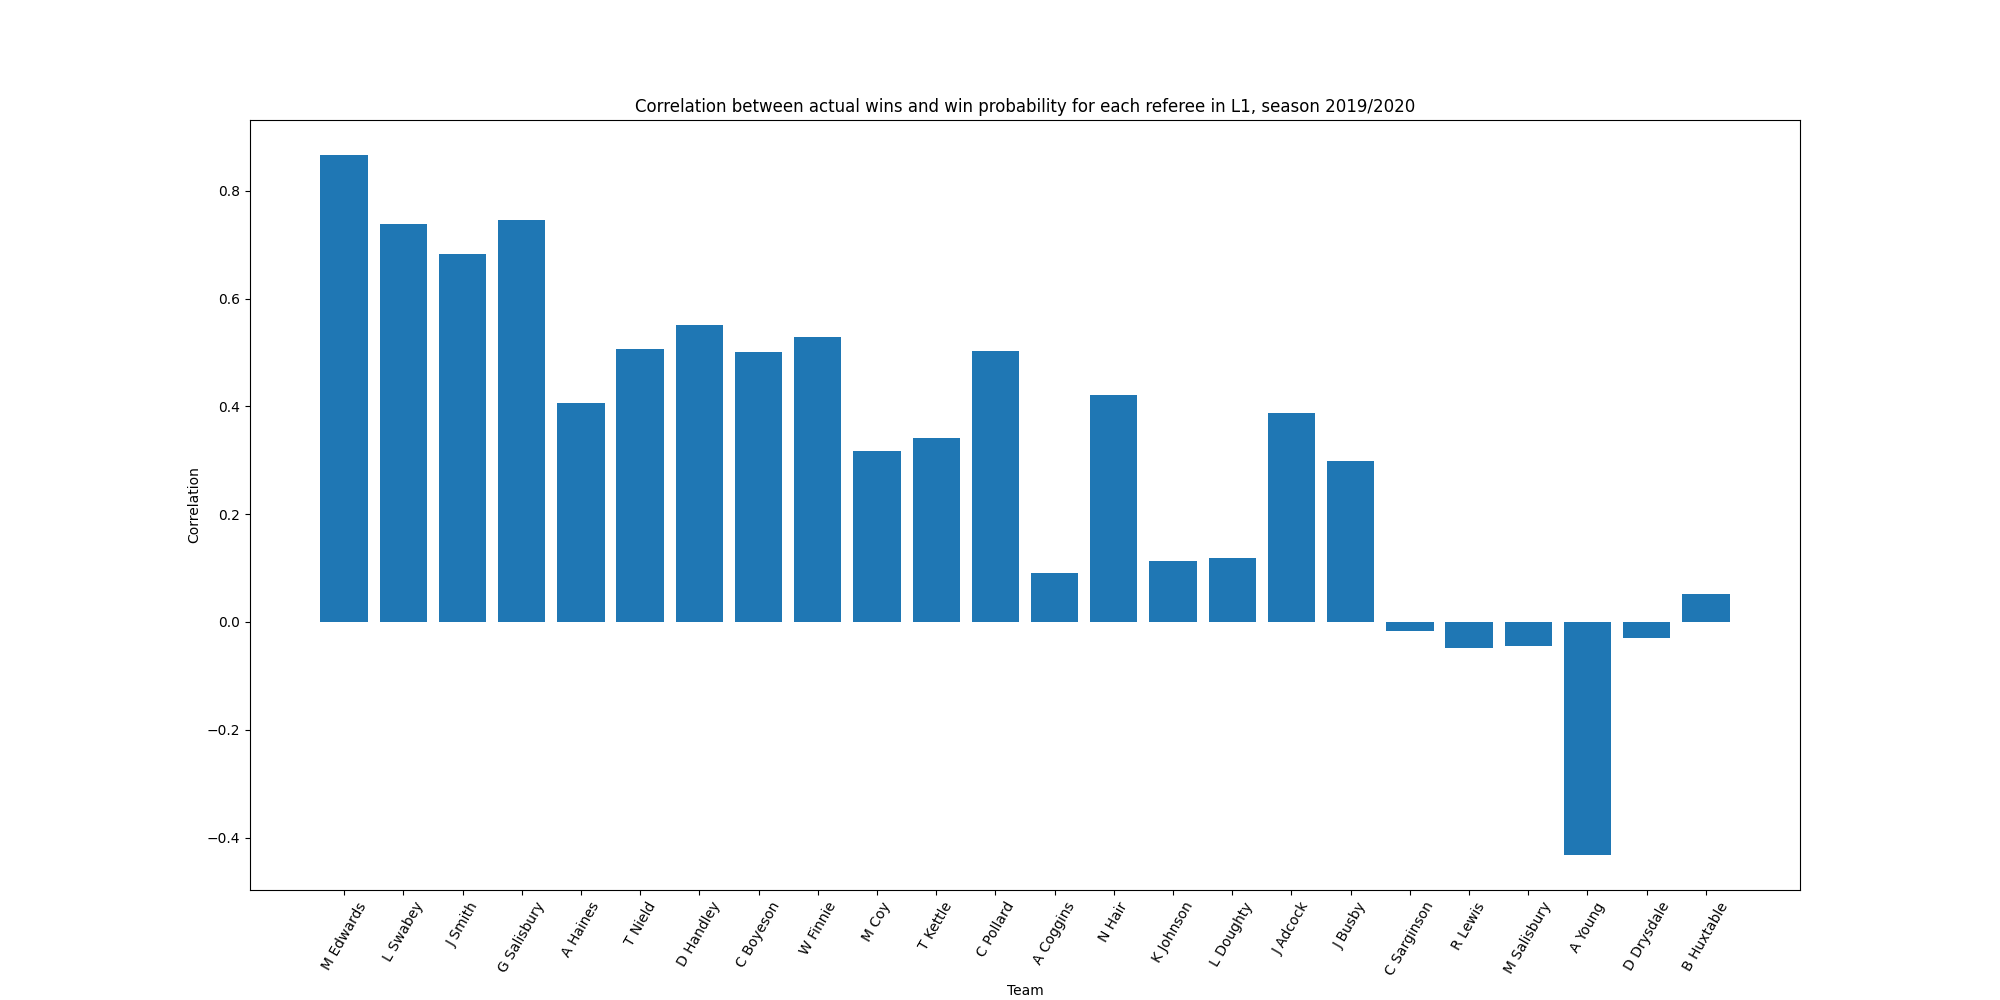 Correlation between actual wins and win probability for each referee in L1, season 2019/2020
Correlation
0.8
0.6
0.4
0.2
0.0
−0.2
−0.4
M Edwards
L Swabey
J Smith
G Salisbury
A Haines
T Nield
D Handley
C Boyeson
W Finnie
M Coy
T Kettle
C Pollard
A Coggins
N Hair
K Johnson
L Doughty
J Adcock
J Busby
C Sarginson
R Lewis
M Salisbury
A Young
D Drysdale
B Huxtable
Team